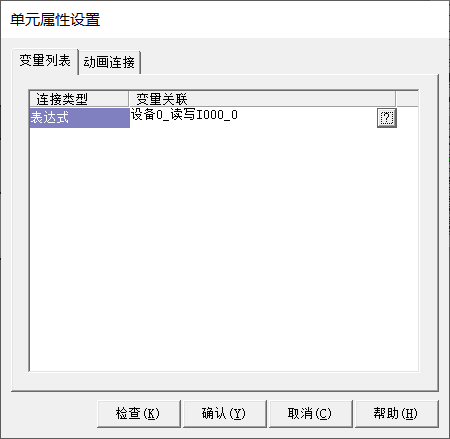 单元属性设置
变量列表 动画连接
连接类型 变量关联
表达式 设备0_读写I000_0 ?
检查(K) 确认(Y) 取消(C) 帮助(H)